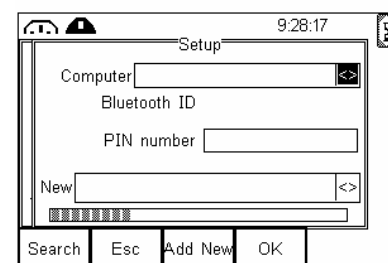 9:28:17
Setup
Computer <>
Bluetooth ID
PIN number
New <>
Search Esc Add New OK